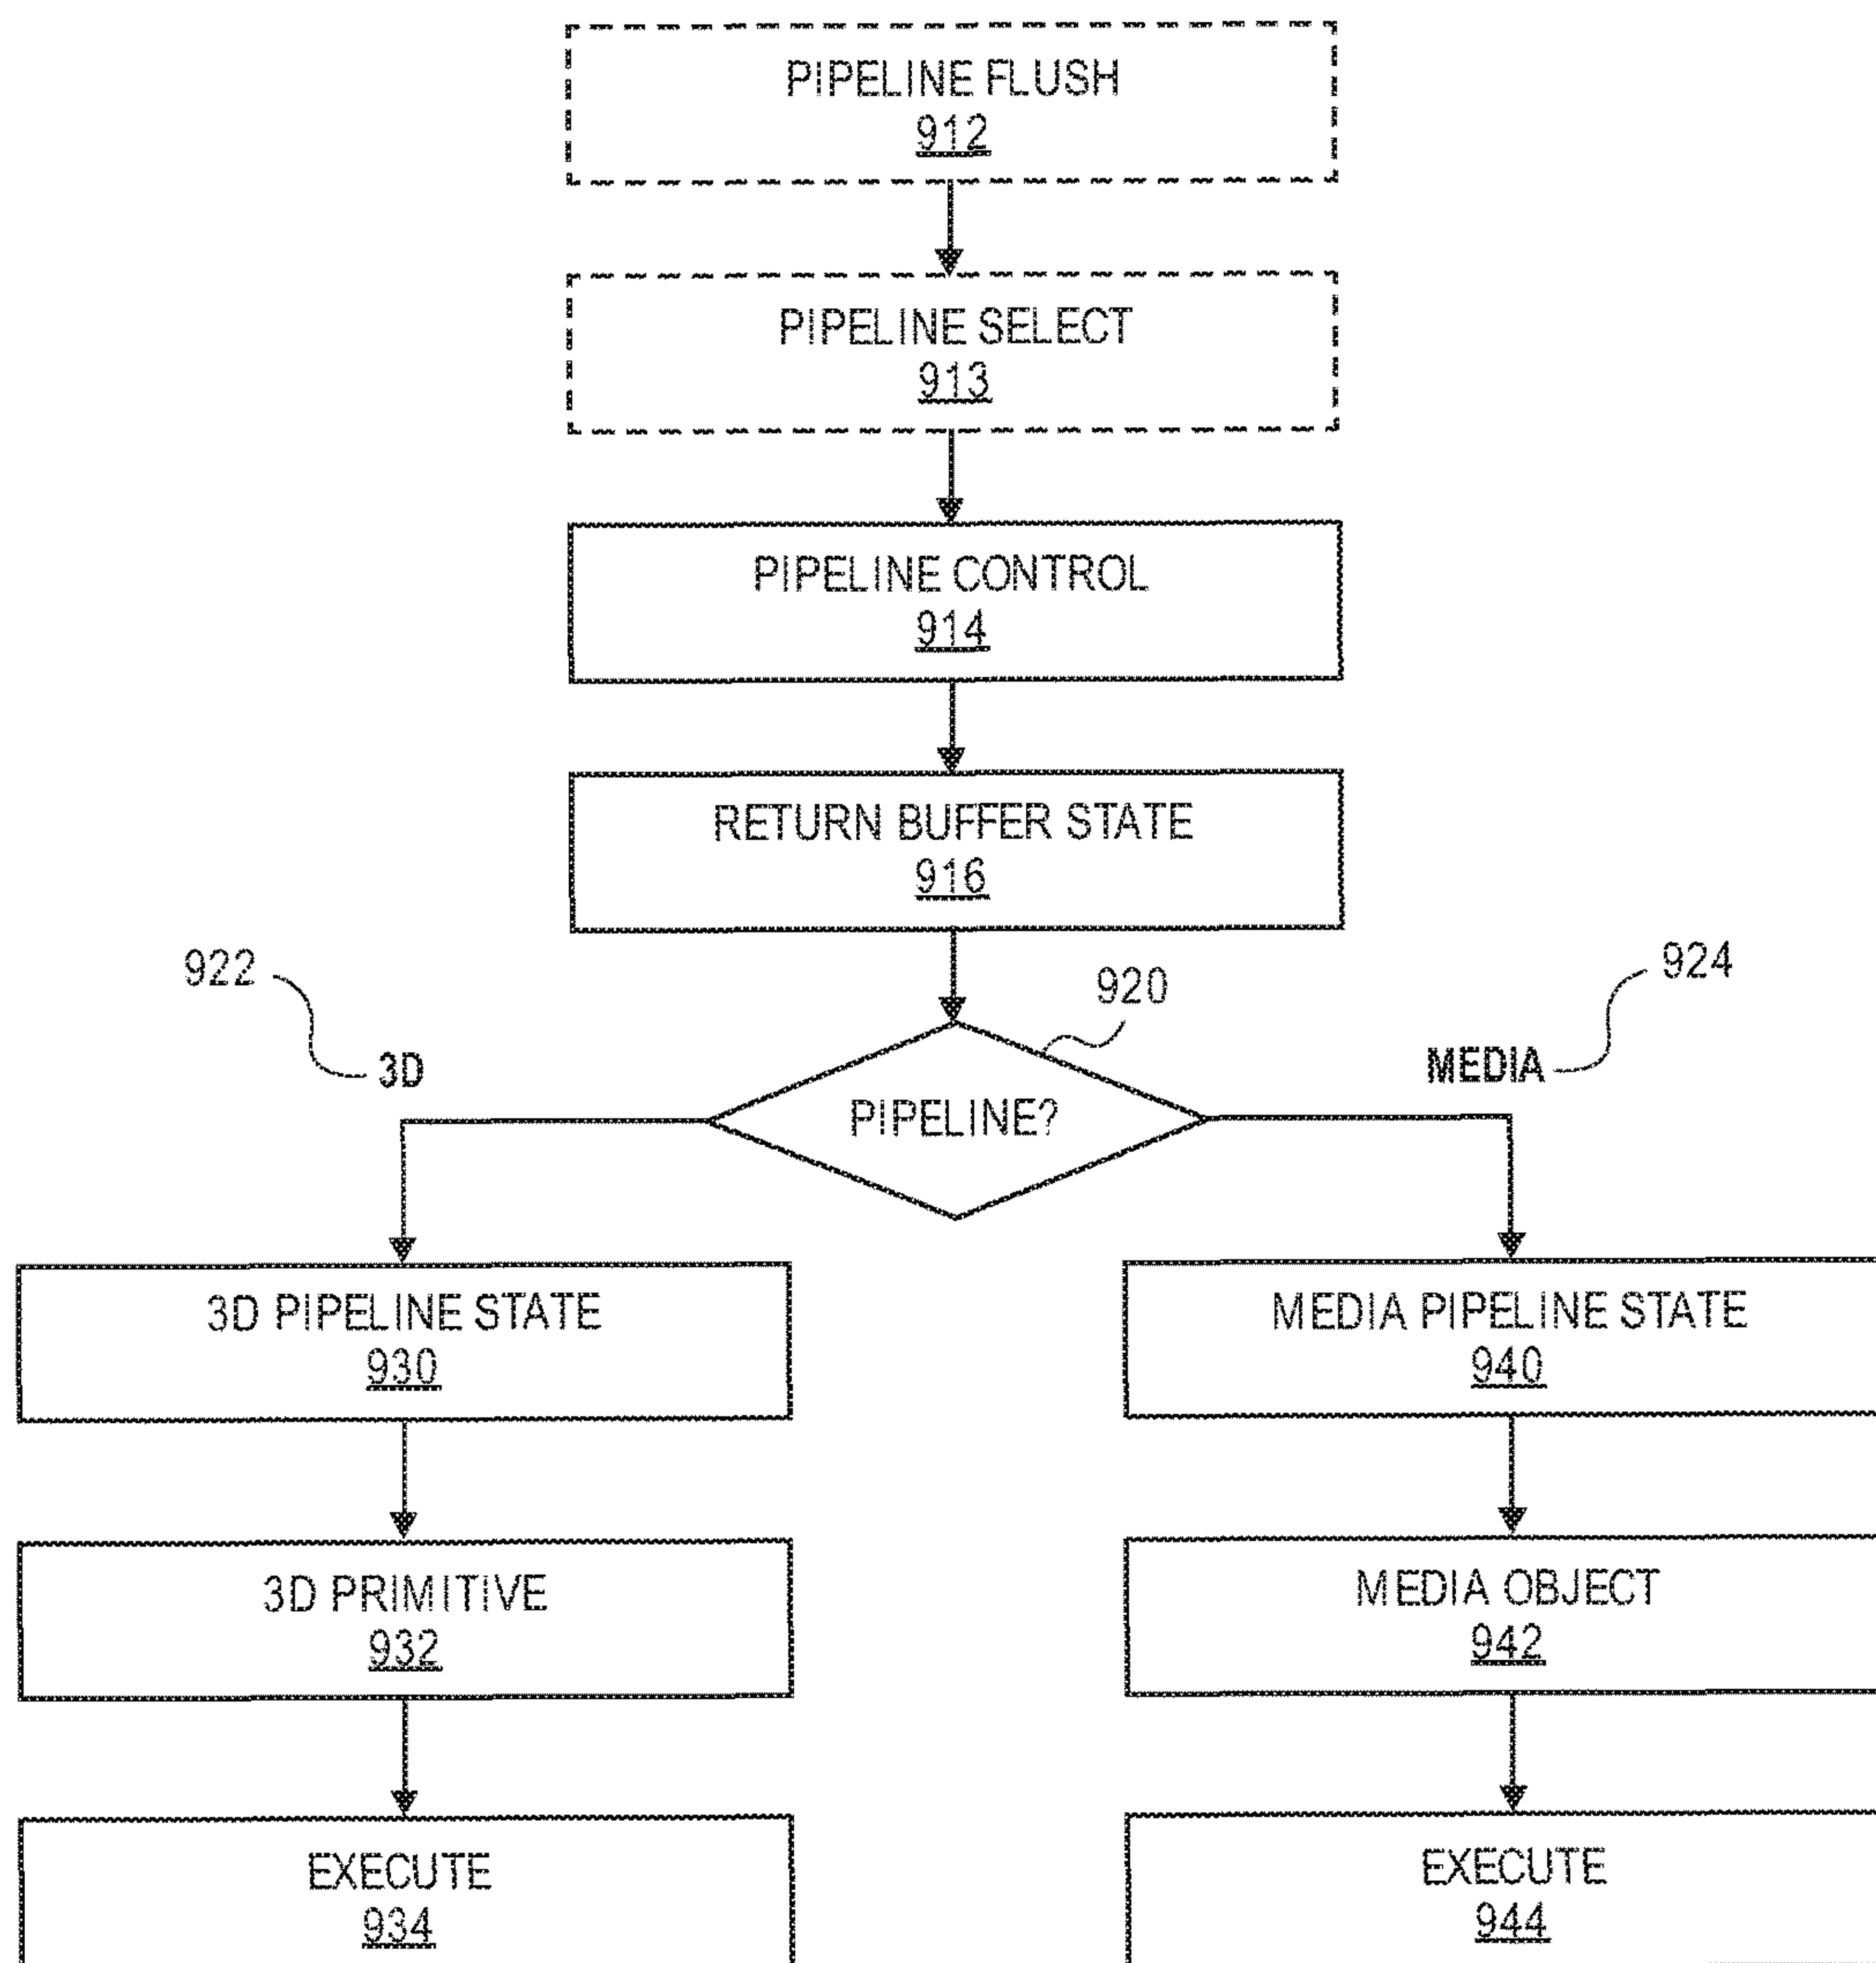 PIPELINE FLUSH
912
PIPELINE SELECT
913
PIPELINE CONTROL
914
RETURN BUFFER STATE
916
922
920
924
3D
MEDIA
PIPELINE?
3D PIPELINE STATE
930
MEDIA PIPELINE STATE
940
3D PRIMITIVE
932
MEDIA OBJECT
942
EXECUTE
934
EXECUTE
944